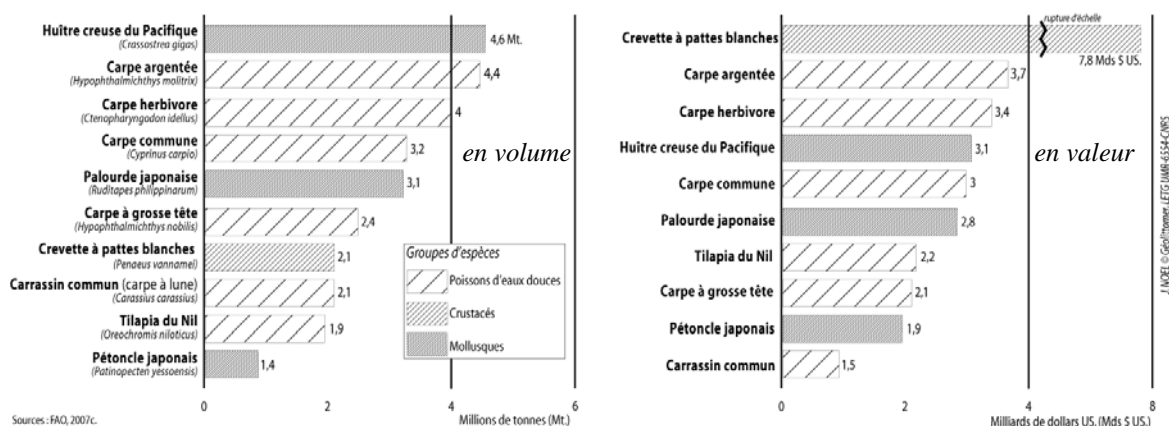 Huître creuse du Pacifique
(Crassostrea gigas)
4,6 Mt.
Carpe argentée
(Hypophthalmichthys molitrix)
4,4
Carpe herbivore
(Ctenopharyngodon idellus)
4
Carpe commune
(Cyprinus carpio)
3,2
en volume
Palourde japonaise
(Ruditapes philippinarum)
3,1
Carpe à grosse tête
(Hypophthalmichthys nobilis)
2,4
Crevette à pattes blanches
(Penaeus vannamei)
2,1
Carrassin commun (carpe à lune)
(Carassius carassius)
2,1
Tilapia du Nil
(Oreochromis niloticus)
1,9
Pétoncle japonais
(Patinopecten yessoensis)
1,4
Groupes d'espèces
Poissons d'eaux douces
Crustacés
Mollusques
0 2 4 6
Millions de tonnes (Mt.)
Sources : FAO, 2007c.
rupture d'échelle
Crevette à pattes blanches
7,8 Mds $ US.
Carpe argentée
3,7
Carpe herbivore
3,4
Huître creuse du Pacifique
3,1
en valeur
Carpe commune
3
Palourde japonaise
2,8
Tilapia du Nil
2,2
Carpe à grosse tête
2,1
Pétoncle japonais
1,9
Carrassin commun
1,5
0 2 4 8
Milliards de dollars US. (Mds $ US.)
J. NOEL © Géolittomer, LETG UMR-6554-CNRS